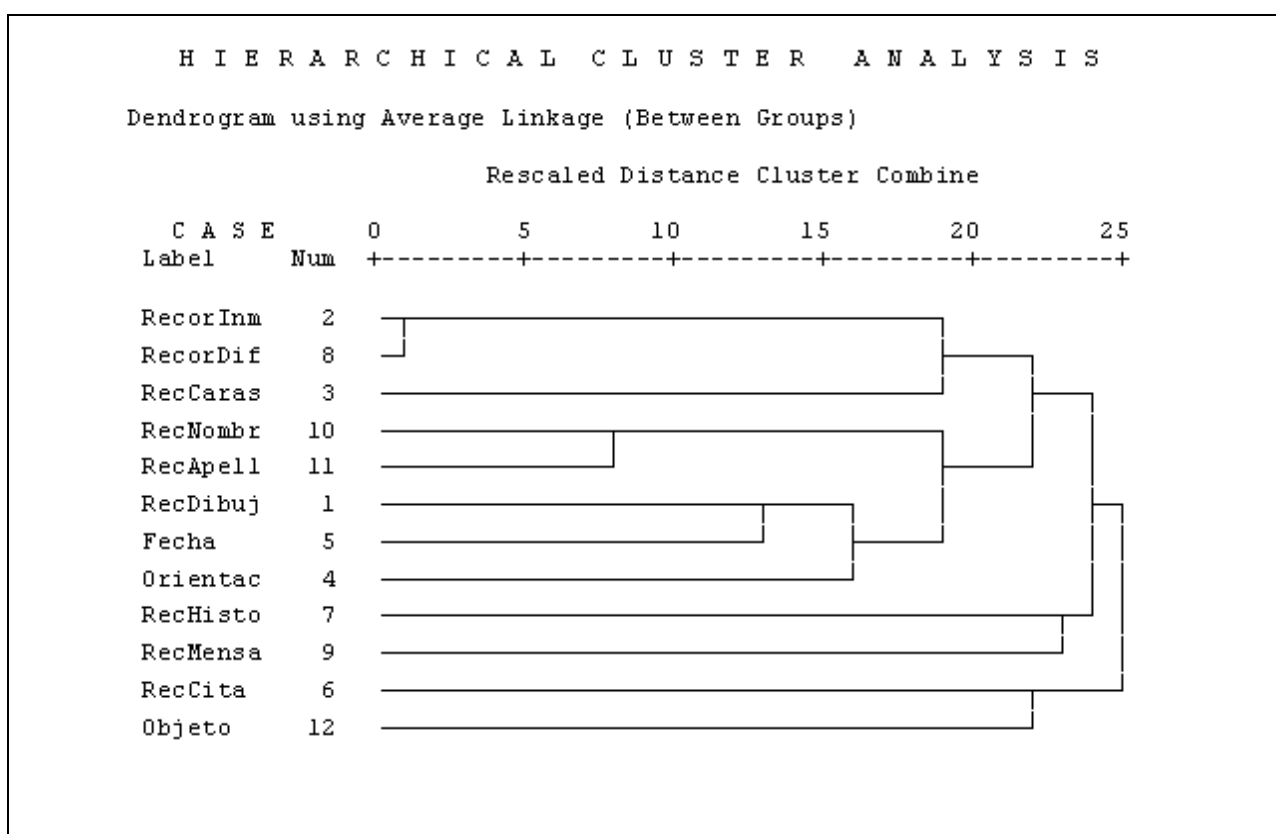 H I E R A R C H I C A L C L U S T E R A N A L Y S I S
Dendrogram using Average Linkage (Between Groups)
Rescaled Distance Cluster Combine
C A S E 0 5 10 15 20 25
Label Num +---------+---------+---------+---------+---------+
RecorInm 2
RecorDif 8
RecCaras 3
RecNombr 10
RecApell 11
RecDibuj 1
Fecha 5
Orientac 4
RecHisto 7
RecMensa 9
RecCita 6
Objeto 12